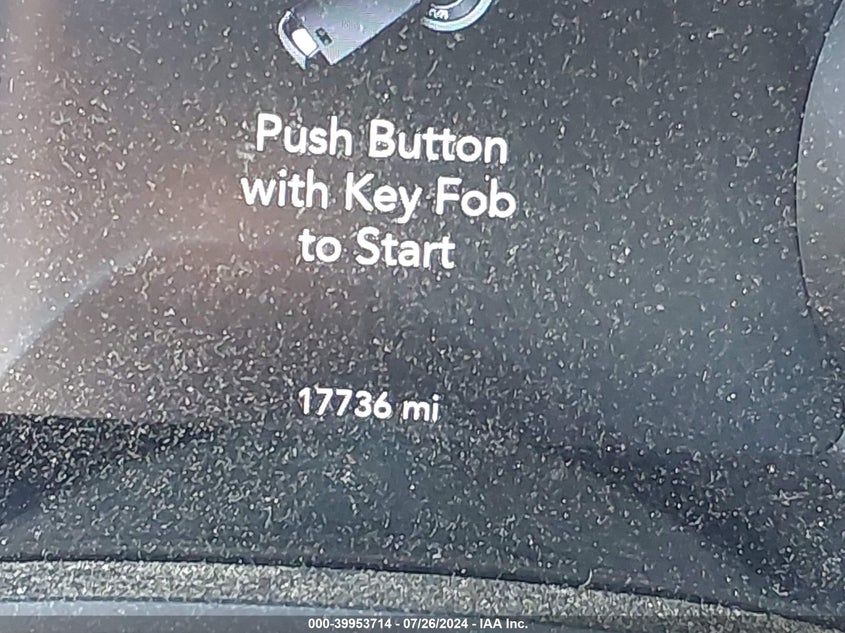 Push Button
with Key Fob
to Start
17736 mi
000-39953714 - 07/26/2024 - IAA Inc.